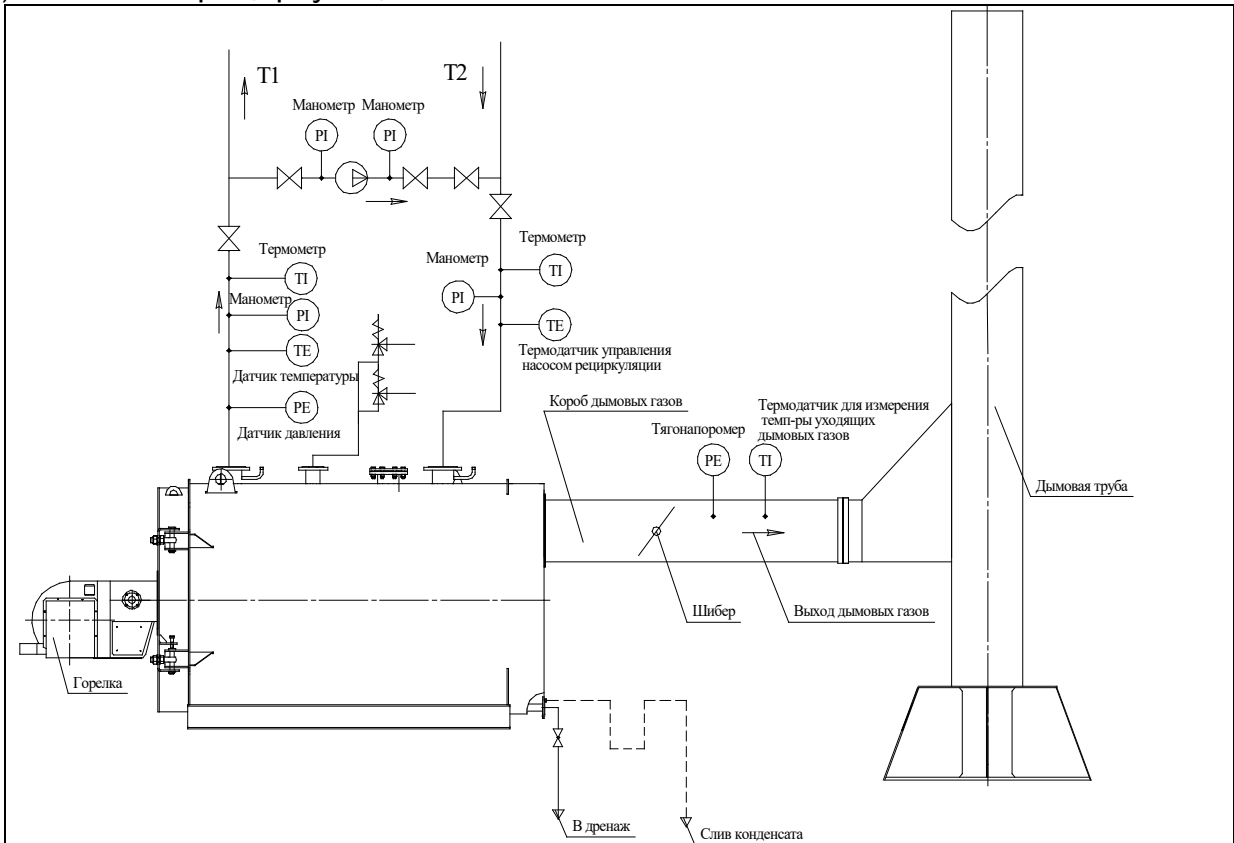 T1
T2
Манометр
Манометр
PI
PI
Термометр
TI
Манометр
PI
TE
Датчик температуры
PE
Датчик давления
Термометр
TI
Манометр
PI
TE
Термодатчик управления
насосом рециркуляции
Короб дымовых газов
Термодатчик для измерения
темп-ры уходящих
дымовых газов
Тягонапоромер
PE
TI
Дымовая труба
Шибер
Выход дымовых газов
Горелка
В дренаж
Слив конденсата